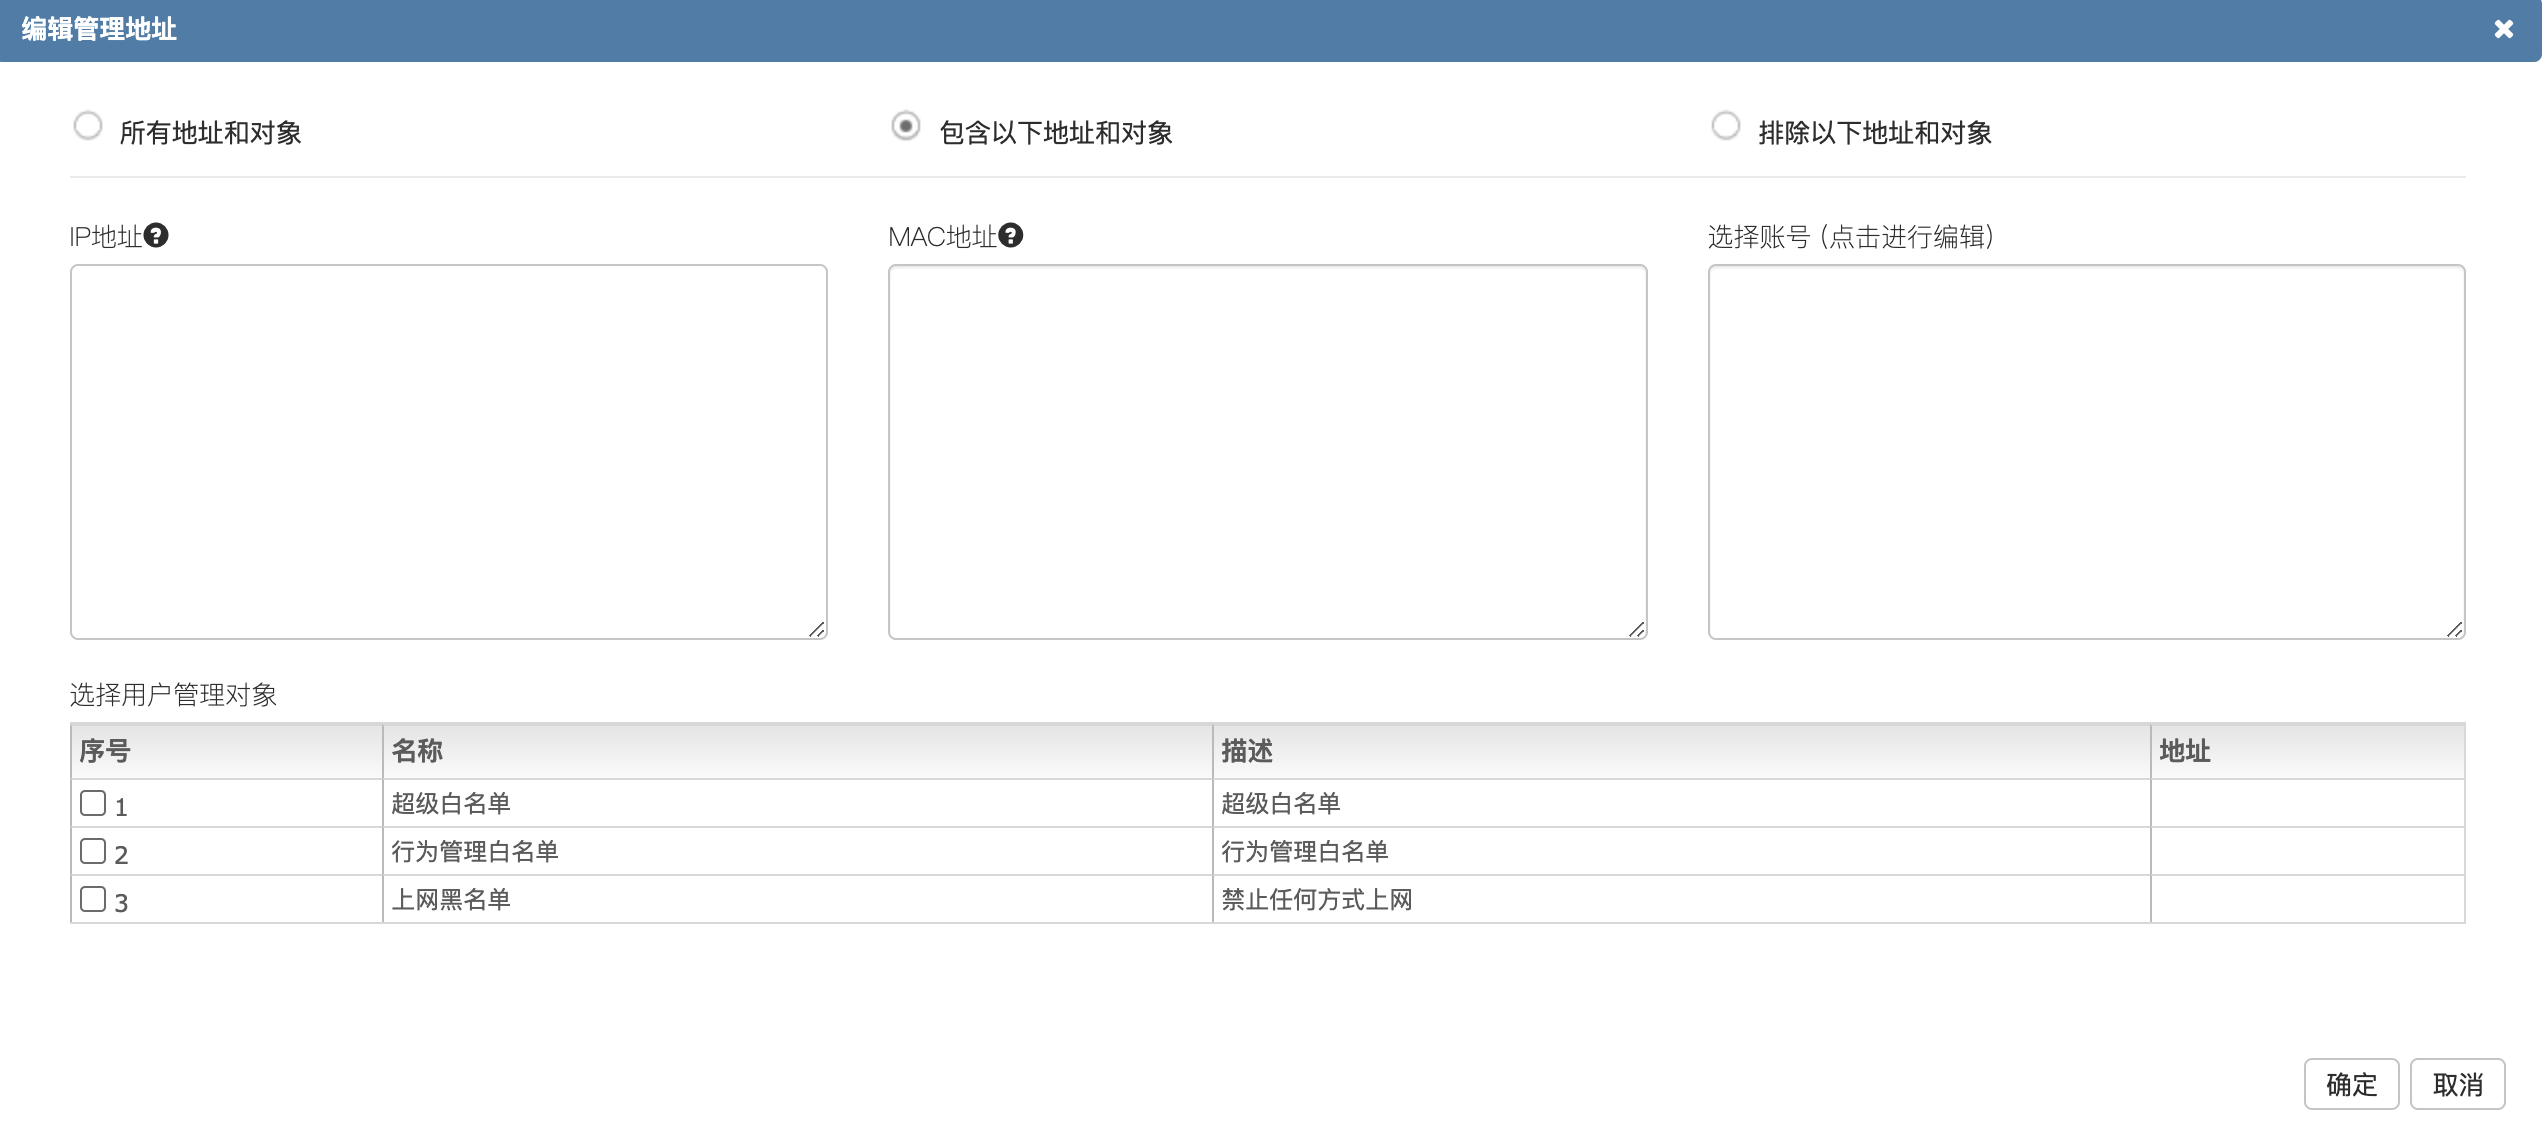 编辑管理地址
所有地址和对象 包含以下地址和对象 排除以下地址和对象
IP地址 MAC地址 选择账号 (点击进行编辑)
选择用户管理对象
序号 名称 描述 地址
1 超级白名单 超级白名单
2 行为管理白名单 行为管理白名单
3 上网黑名单 禁止任何方式上网
确定 取消